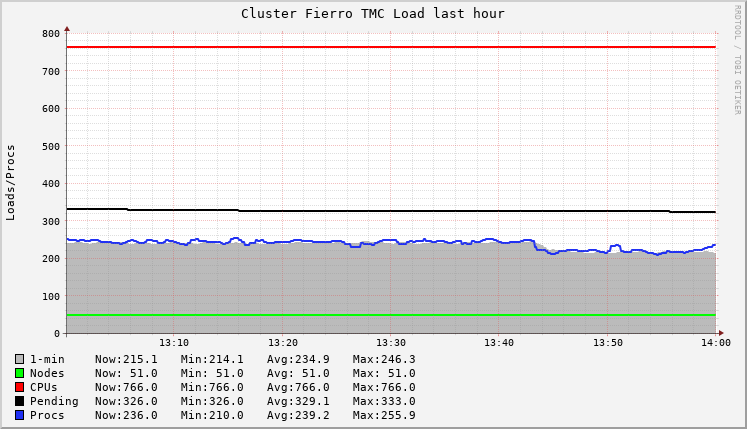 Cluster Fierro TMC Load last hour
RRDTOOL / TOBI OETIKER
Loads/Procs
800
700
600
500
400
300
200
100
0
13:10 13:20 13:30 13:40 13:50 14:00
1-min Now:215.1 Min:214.1 Avg:234.9 Max:246.3
Nodes Now: 51.0 Min: 51.0 Avg: 51.0 Max: 51.0
CPUs Now:766.0 Min:766.0 Avg:766.0 Max:766.0
Pending Now:326.0 Min:326.0 Avg:329.1 Max:333.0
Procs Now:236.0 Min:210.0 Avg:239.2 Max:255.9